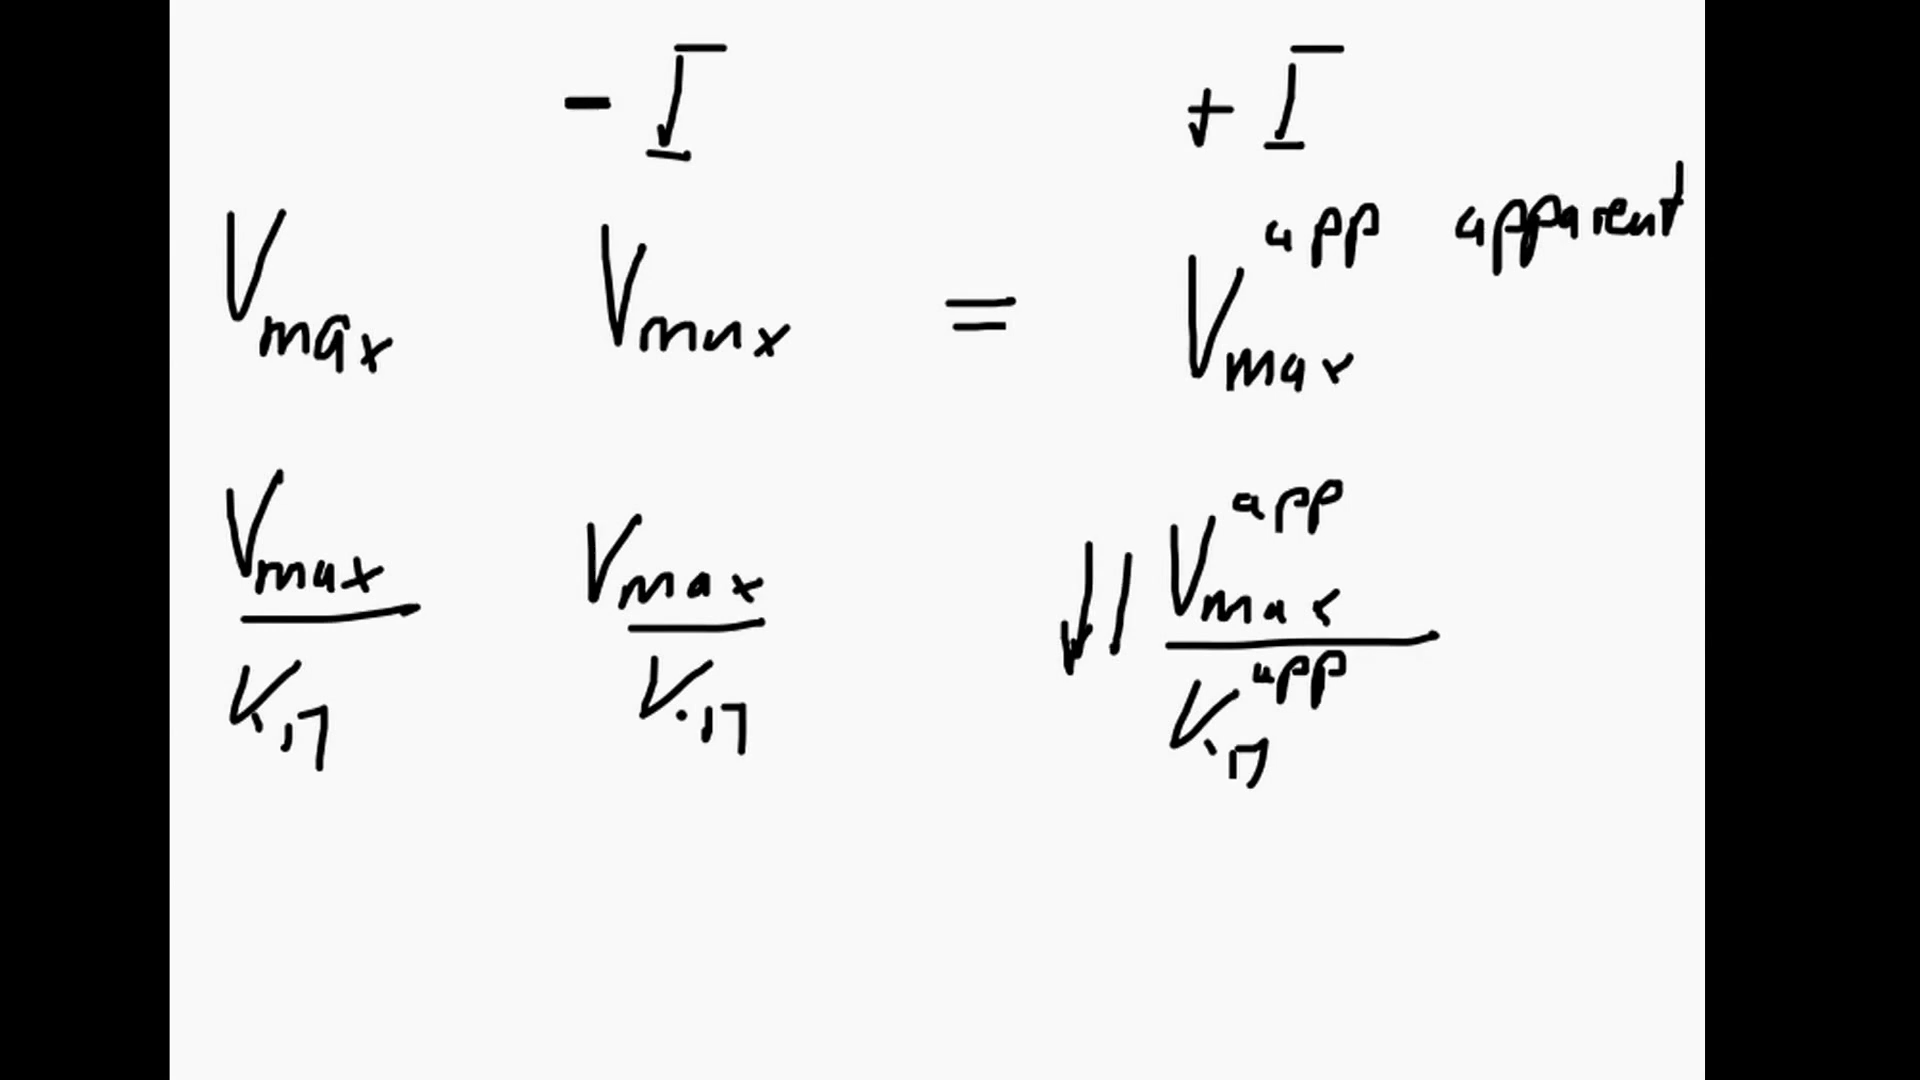 - I + I
Vmax Vmax = Vmax^app apparent
Vmax/Km Vmax/Km ↓↓ Vmax^app/Km^app